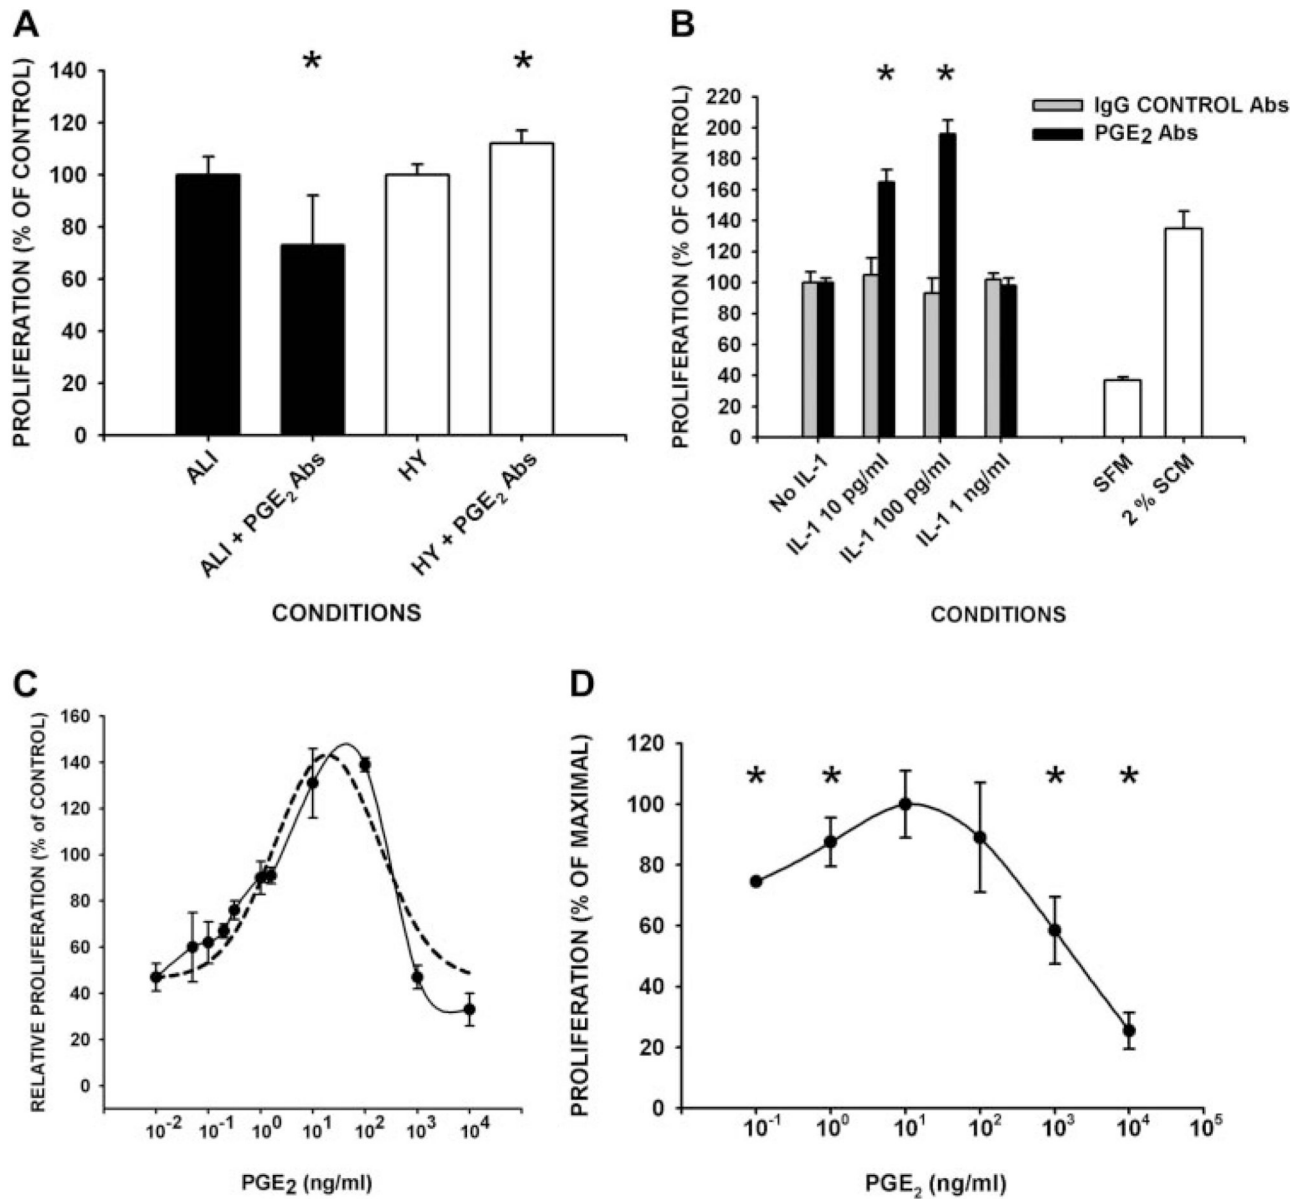 A
PROLIFERATION (% OF CONTROL)
140
120
100
80
60
40
20
0
*
*
ALI
ALI + PGE₂ Abs
HY
HY + PGE₂ Abs
CONDITIONS
B
PROLIFERATION (% OF CONTROL)
220
200
180
160
140
120
100
80
60
40
20
0
*
*
IgG CONTROL Abs
PGE₂ Abs
No IL-1
IL-1 10 pg/ml
IL-1 100 pg/ml
IL-1 1 ng/ml
SFM
2 % SCM
CONDITIONS
C
RELATIVE PROLIFERATION (% of CONTROL)
160
140
120
100
80
60
40
20
0
10⁻² 10⁻¹ 10⁰ 10¹ 10² 10³ 10⁴
PGE2 (ng/ml)
D
PROLIFERATION (% OF MAXIMAL)
120
100
80
60
40
20
0
* * * *
10⁻¹ 10⁰ 10¹ 10² 10³ 10⁴ 10⁵
PGE₂ (ng/ml)